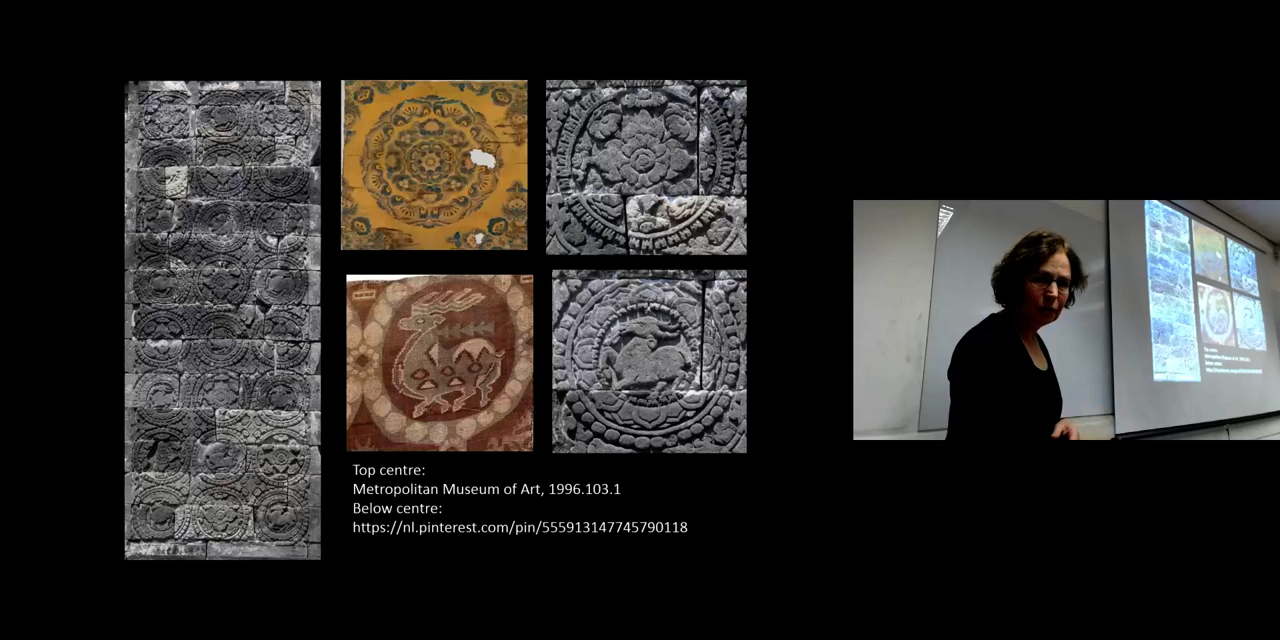 Top centre:
Metropolitan Museum of Art, 1996.103.1
Below centre:
https://nl.pinterest.com/pin/555913147745790118